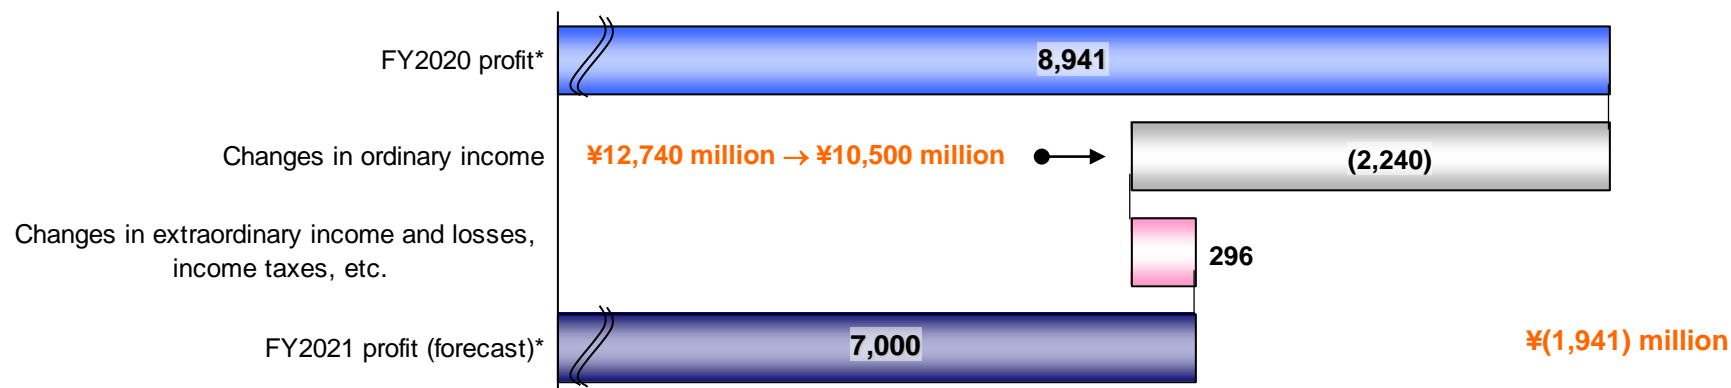 FY2020 profit*
8,941
Changes in ordinary income
¥12,740 million → ¥10,500 million
(2,240)
Changes in extraordinary income and losses,
income taxes, etc.
296
FY2021 profit (forecast)*
7,000
¥(1,941) million